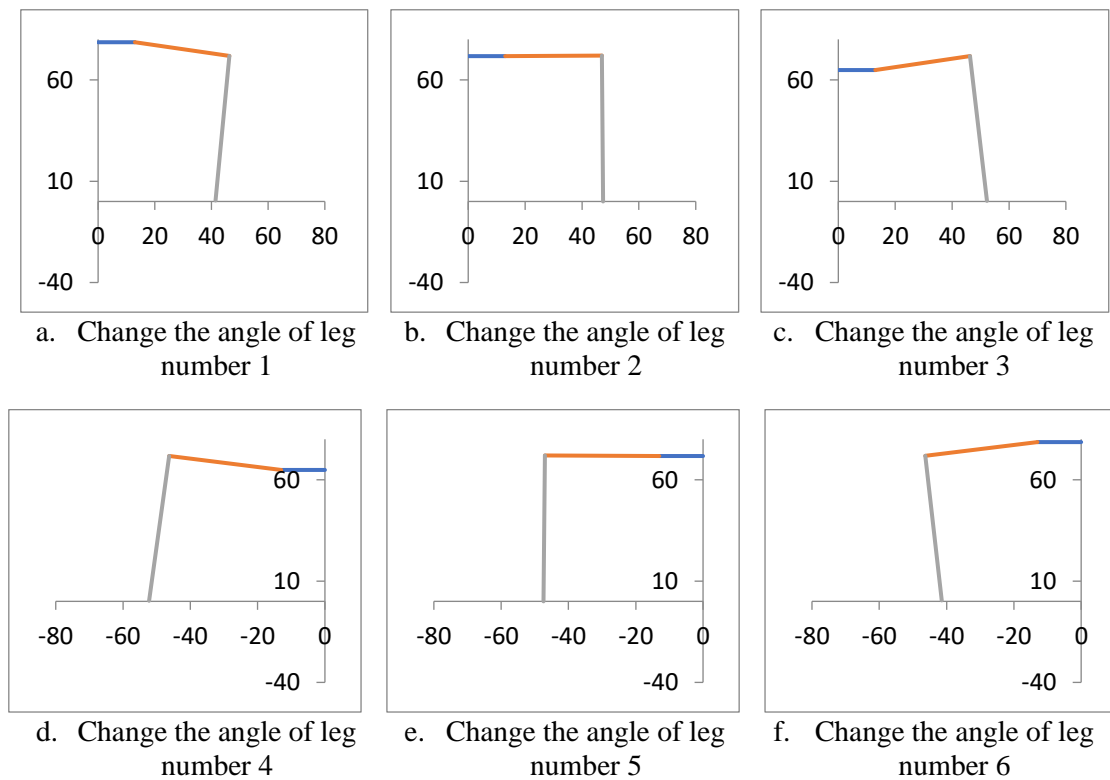 60
10
0 20 40 60 80
-40
a. Change the angle of leg
number 1
60
10
0 20 40 60 80
-40
b. Change the angle of leg
number 2
60
10
0 20 40 60 80
-40
c. Change the angle of leg
number 3
60
10
-80 -60 -40 -20 0
-40
d. Change the angle of leg
number 4
60
10
-80 -60 -40 -20 0
-40
e. Change the angle of leg
number 5
60
10
-80 -60 -40 -20 0
-40
f. Change the angle of leg
number 6